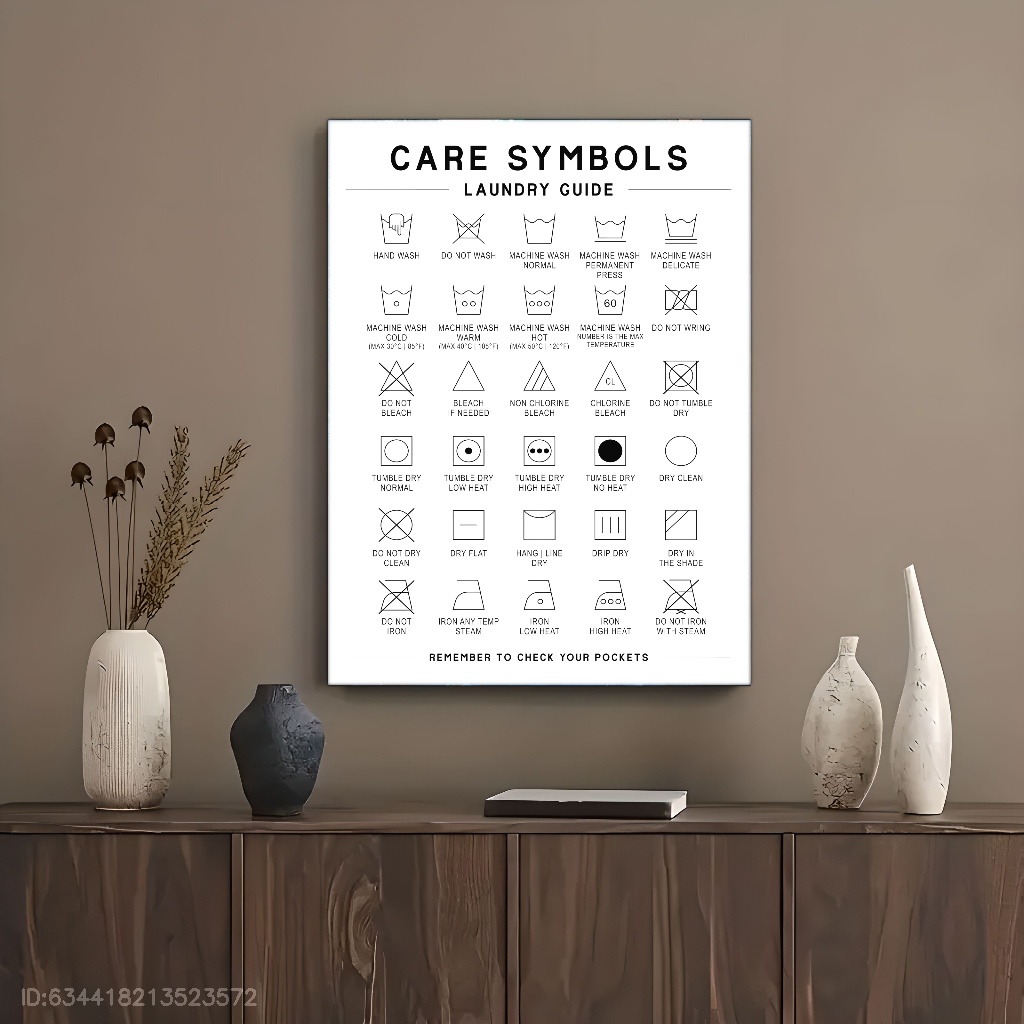 CARE SYMBOLS
LAUNDRY GUIDE
HAND WASH
DO NOT WASH
MACHINE WASH
NORMAL
MACHINE WASH
PERMANENT
PRESS
MACHINE WASH
DELICATE
60
MACHINE WASH
COLD
(MAX 30°C | 85°F)
MACHINE WASH
WARM
(MAX 40°C | 105°F)
MACHINE WASH
HOT
(MAX 50°C | 120°F)
MACHINE WASH
NUMBER IS THE MAX
TEMPERATURE
DO NOT WRING
CL
DO NOT
BLEACH
BLEACH
IF NEEDED
NON CHLORINE
BLEACH
CHLORINE
BLEACH
DO NOT TUMBLE
DRY
TUMBLE DRY
NORMAL
TUMBLE DRY
LOW HEAT
TUMBLE DRY
HIGH HEAT
TUMBLE DRY
NO HEAT
DRY CLEAN
DO NOT DRY
CLEAN
DRY FLAT
HANG | LINE
DRY
DRIP DRY
DRY IN
THE SHADE
DO NOT
IRON
IRON ANY TEMP
STEAM
IRON
LOW HEAT
IRON
HIGH HEAT
DO NOT IRON
WITH STEAM
REMEMBER TO CHECK YOUR POCKETS
ID:634418213523572